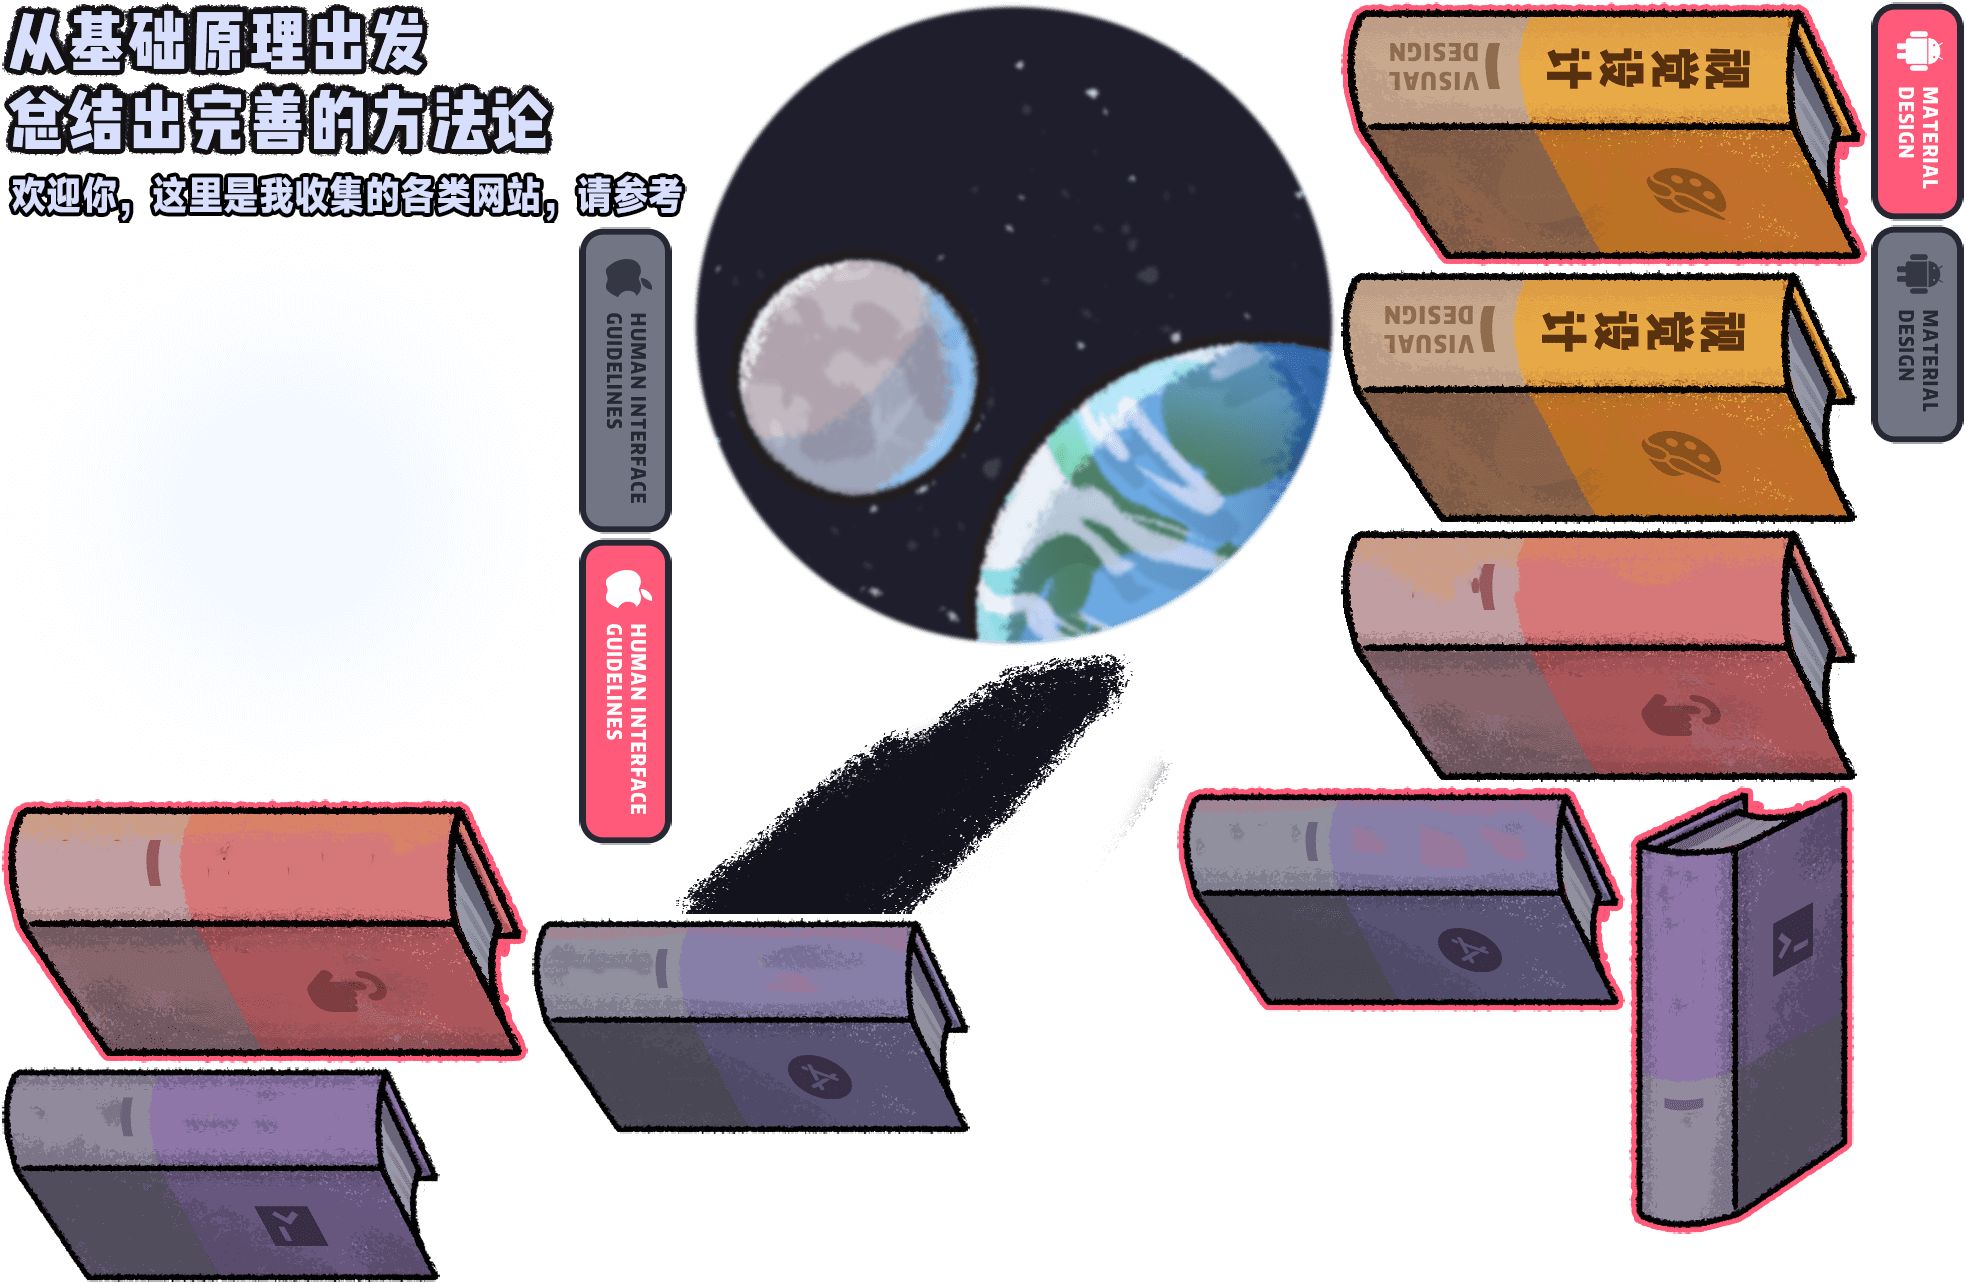 从基础原理出发
总结出完善的方法论
欢迎你，这里是我收集的各类网站，请参考
HUMAN INTERFACE
GUIDELINES
HUMAN INTERFACE
GUIDELINES
视觉设计
VISUAL
DESIGN
视觉设计
VISUAL
DESIGN
MATERIAL
DESIGN
MATERIAL
DESIGN